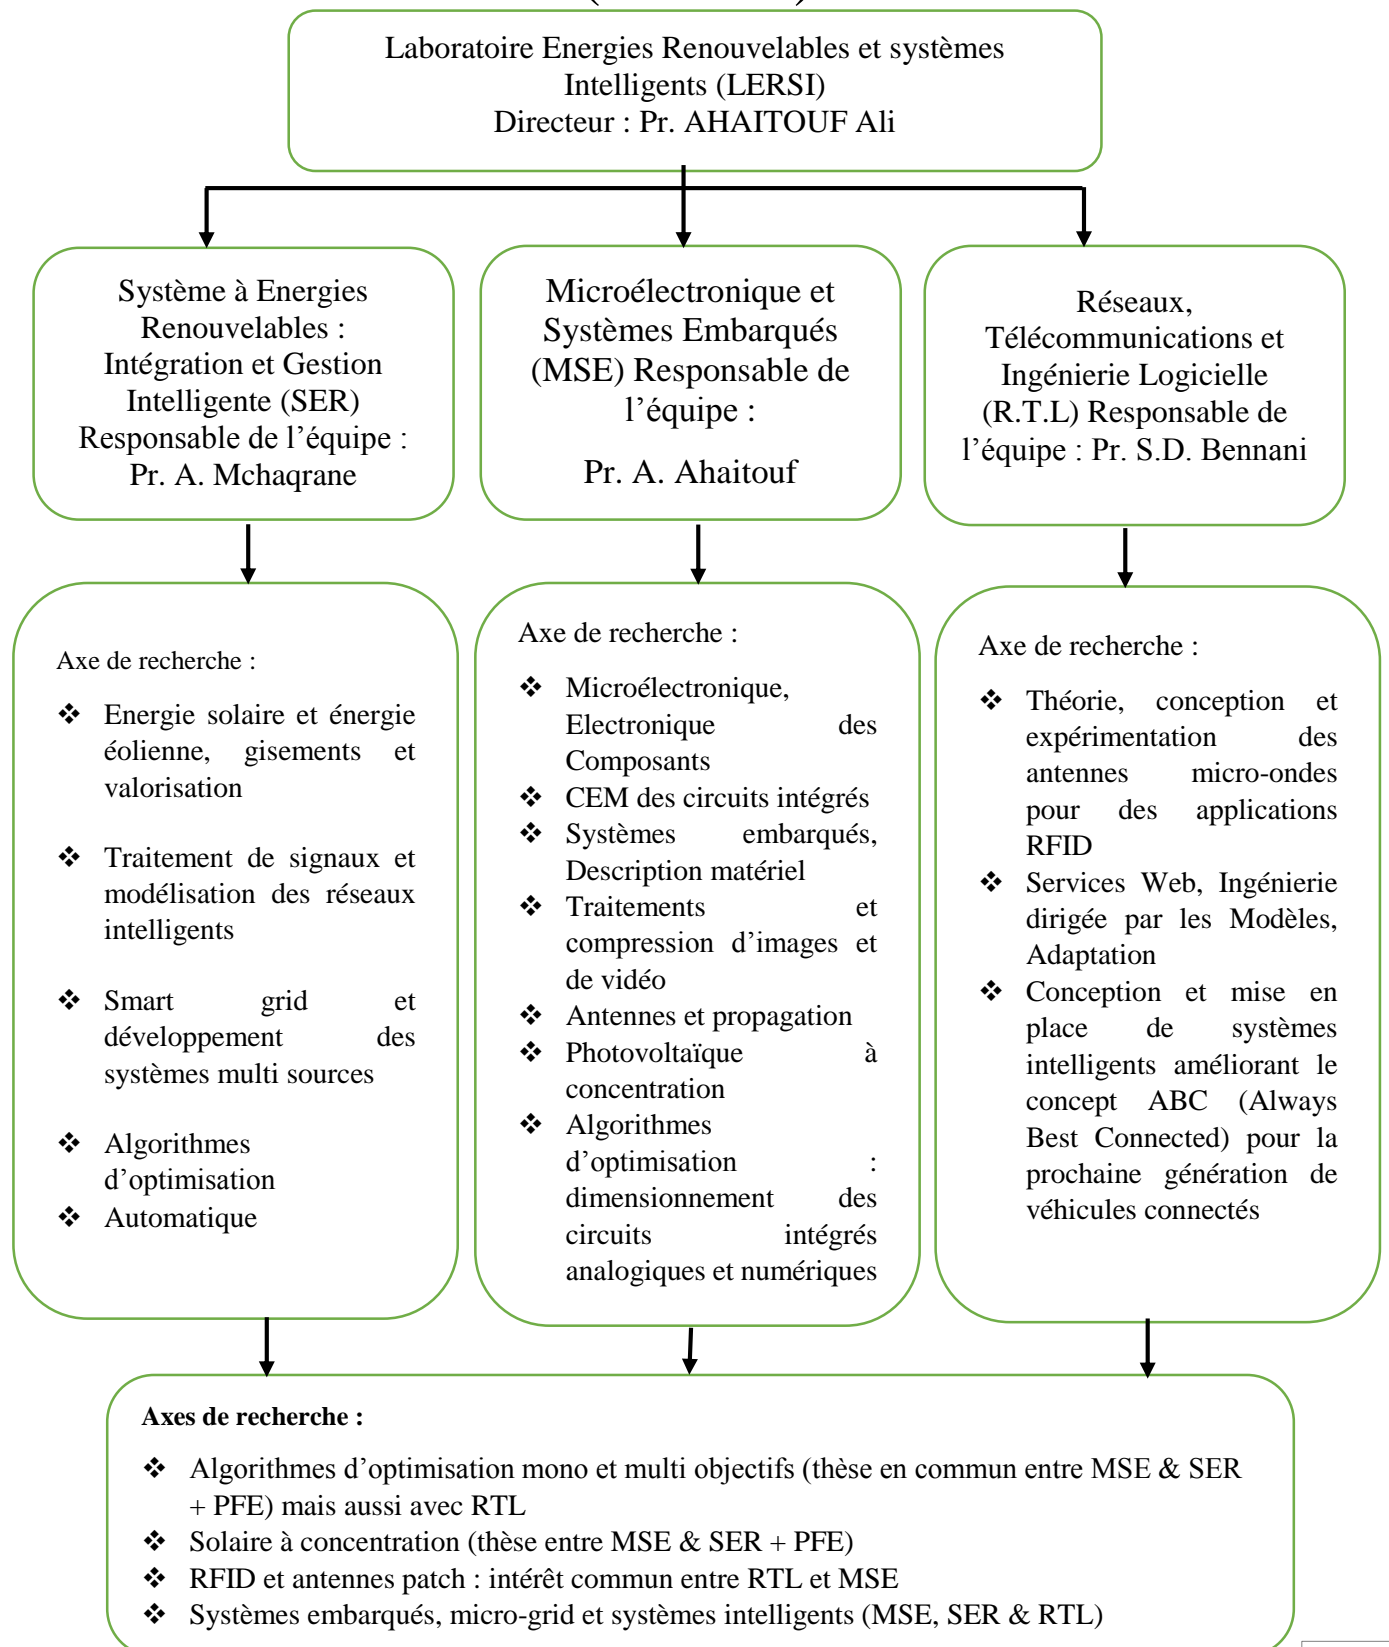 Laboratoire Energies Renouvelables et systèmes
Intelligents (LERSI)
Directeur : Pr. AHAITOUF Ali
Système à Energies
Renouvelables :
Intégration et Gestion
Intelligente (SER)
Responsable de l’équipe :
Pr. A. Mchaqrane
Microélectronique et
Systèmes Embarqués
(MSE) Responsable de
l’équipe :
Pr. A. Ahaitouf
Réseaux,
Télécommunications et
Ingénierie Logicielle
(R.T.L) Responsable de
l’équipe : Pr. S.D. Bennani
Axe de recherche :
❖ Energie solaire et énergie
éolienne, gisements et
valorisation
❖ Traitement de signaux et
modélisation des réseaux
intelligents
❖ Smart grid et
développement des
systèmes multi sources
❖ Algorithmes
d’optimisation
❖ Automatique
Axe de recherche :
❖ Microélectronique,
Electronique des
Composants
❖ CEM des circuits intégrés
❖ Systèmes embarqués,
Description matériel
❖ Traitements et
compression d’images et
de vidéo
❖ Antennes et propagation
❖ Photovoltaïque à
concentration
❖ Algorithmes
d’optimisation :
dimensionnement des
circuits intégrés
analogiques et numériques
Axe de recherche :
❖ Théorie, conception et
expérimentation des
antennes micro-ondes
pour des applications
RFID
❖ Services Web, Ingénierie
dirigée par les Modèles,
Adaptation
❖ Conception et mise en
place de systèmes
intelligents améliorant le
concept ABC (Always
Best Connected) pour la
prochaine génération de
véhicules connectés
Axes de recherche :
❖ Algorithmes d’optimisation mono et multi objectifs (thèse en commun entre MSE & SER
+ PFE) mais aussi avec RTL
❖ Solaire à concentration (thèse entre MSE & SER + PFE)
❖ RFID et antennes patch : intérêt commun entre RTL et MSE
❖ Systèmes embarqués, micro-grid et systèmes intelligents (MSE, SER & RTL)